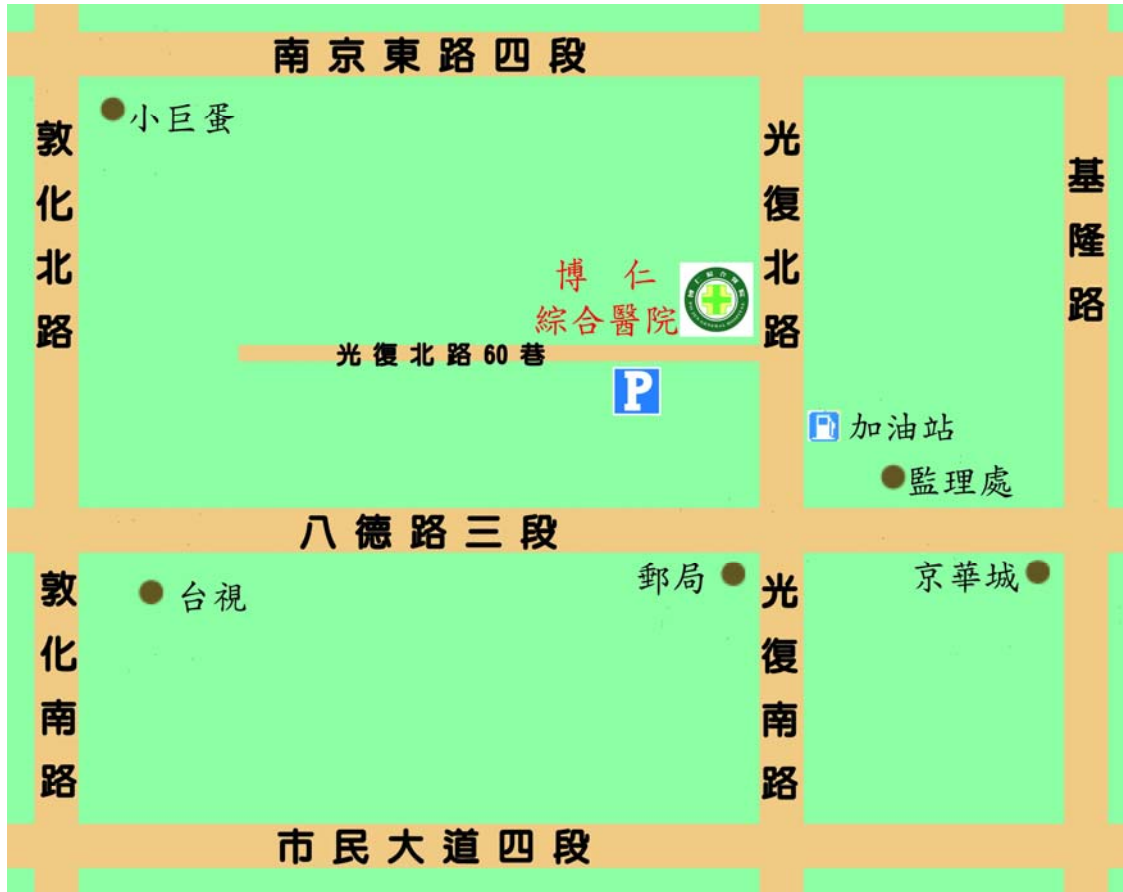 南京東路四段
小巨蛋
敦化北路
光復北路
基隆路
博仁
綜合醫院
光復北路60巷
P
加油站
監理處
八德路三段
敦化南路
台視
郵局
光復南路
京華城
市民大道四段